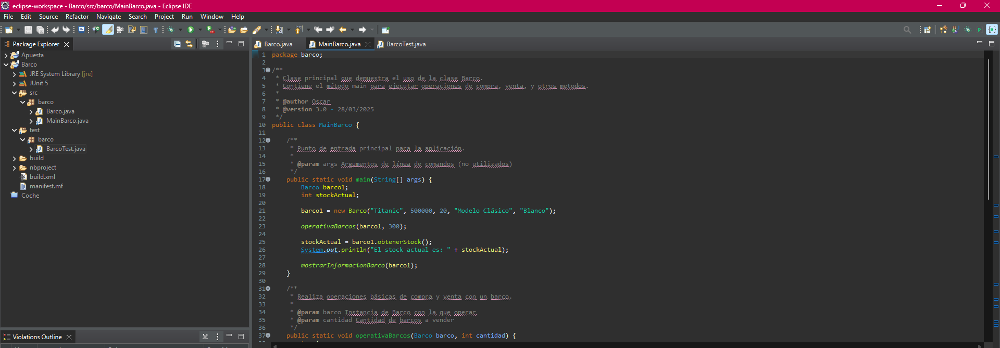 eclipse-workspace - Barco/src/barco/MainBarco.java - Eclipse IDE
File Edit Source Refactor Navigate Search Project Run Window Help
Package Explorer
Barco.java MainBarco.java BarcoTest.java
Apuesta
Barco
JRE System Library [jre]
JUnit 5
src
barco
Barco.java
MainBarco.java
test
barco
BarcoTest.java
build
nbproject
build.xml
manifest.mf
Coche
Violations Outline
1 package barco;
2
3 /**
4 * Clase principal que demuestra el uso de la clase Barco.
5 * Contiene el método main para ejecutar operaciones de compra, venta, y otros metodos.
6 *
7 * @author Oscar
8 * @version 3.0 - 28/03/2025
9 */
10 public class MainBarco {
11
12 /**
13 * Punto de entrada principal para la aplicación.
14 *
15 * @param args Argumentos de línea de comandos (no utilizados)
16 */
17 public static void main(String[] args) {
18 Barco barco1;
19 int stockActual;
20
21 barco1 = new Barco("Titanic", 500000, 20, "Modelo Clásico", "Blanco");
22
23 operativaBarcos(barco1, 300);
24
25 stockActual = barco1.obtenerStock();
26 System.out.println("El stock actual es: " + stockActual);
27
28 mostrarInformacionBarco(barco1);
29 }
30
31 /**
32 * Realiza operaciones básicas de compra y venta con un barco.
33 *
34 * @param barco Instancia de Barco con la que operar
35 * @param cantidad Cantidad de barcos a vender
36 */
37 public static void operativaBarcos(Barco barco, int cantidad) {